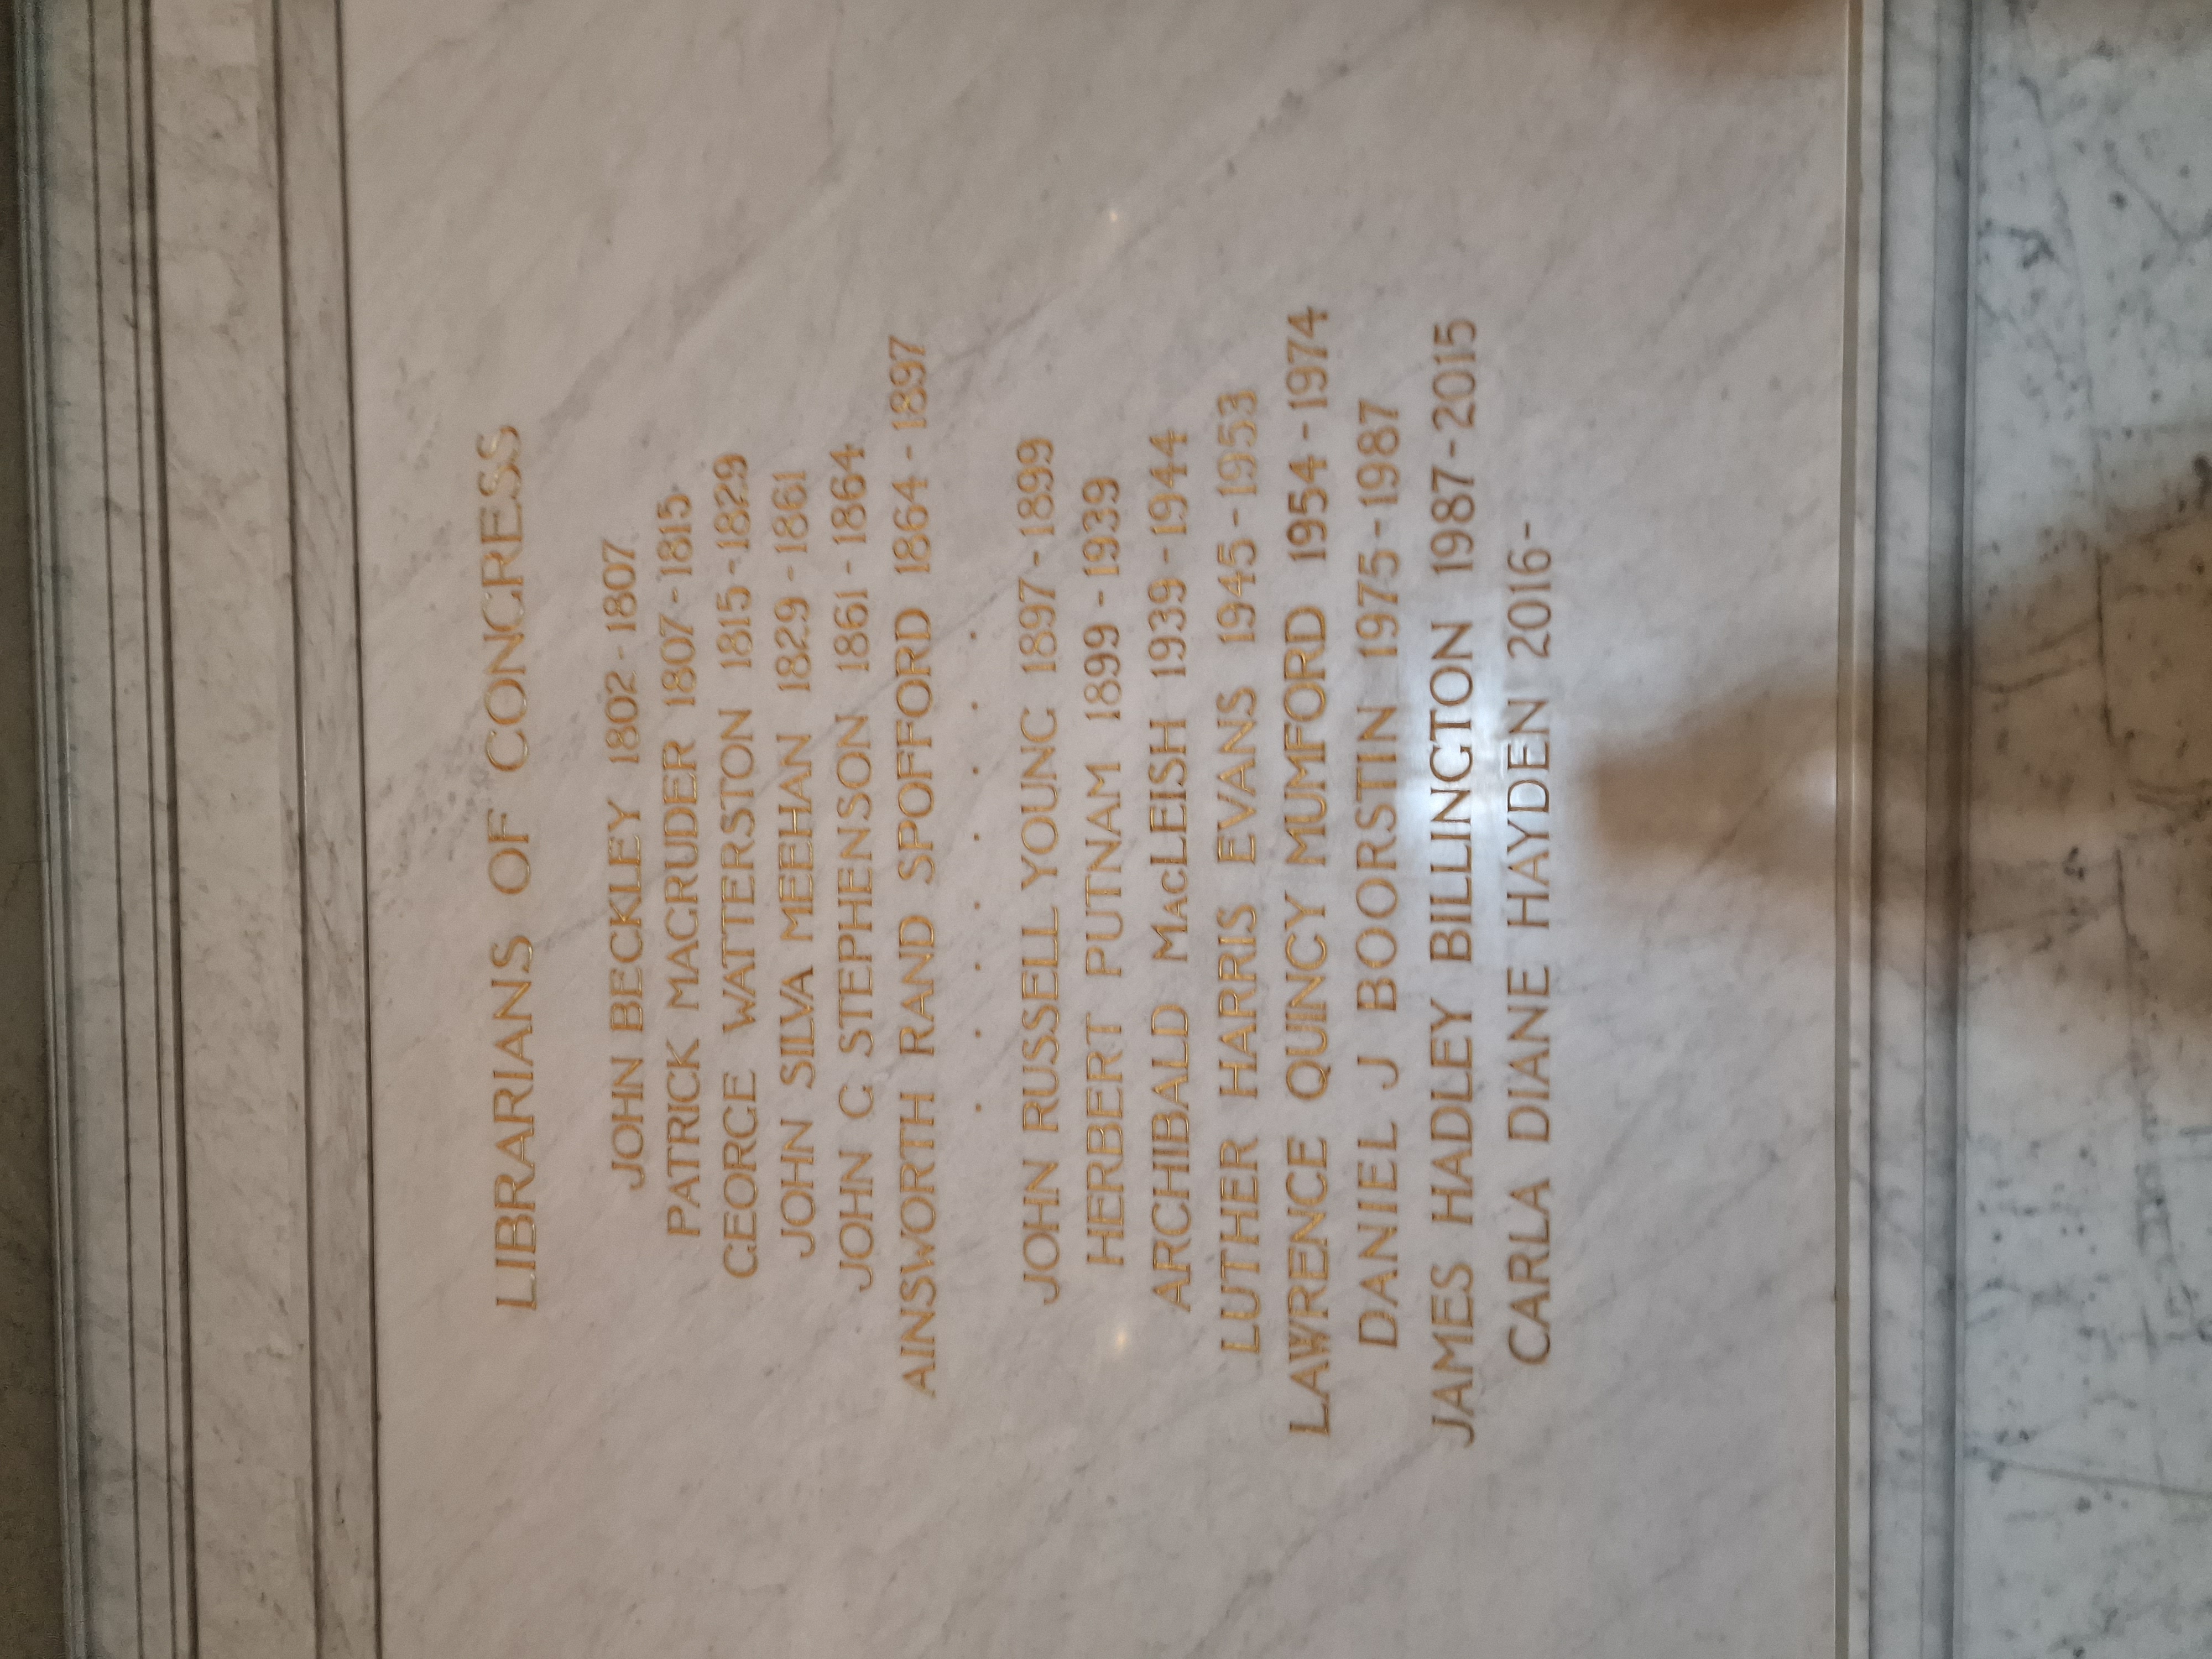 LIBRARIANS OF CONGRESS
JOHN BECKLEY 1802-1807
PATRICK MAGRUDER 1807-1815
GEORGE WATTERSTON 1815-1829
JOHN SILVA MEEHAN 1829-1861
JOHN G STEPHENSON 1861-1864
AINSWORTH RAND SPOFFORD 1864-1897
. . . . . . .
JOHN RUSSELL YOUNG 1897-1899
HERBERT PUTNAM 1899-1939
ARCHIBALD MACLEISH 1939-1944
LUTHER HARRIS EVANS 1945-1953
LAWRENCE QUINCY MUMFORD 1954-1974
DANIEL J BOORSTIN 1975-1987
JAMES HADLEY BILLINGTON 1987-2015
CARLA DIANE HAYDEN 2016-